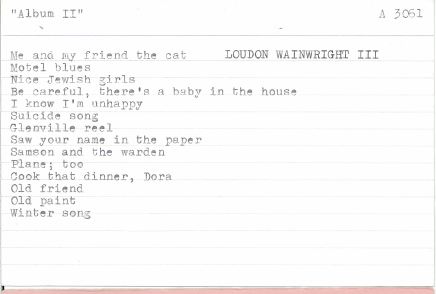 "Album II" A 3051
Me and my friend the cat LOUDON WAINWRIGHT III
Motel blues
Nice Jewish girls
Be careful, there's a baby in the house
I know I'm unhappy
Suicide song
Glenville reel
Saw your name in the paper
Samson and the warden
Plane; too
Cook that dinner, Dora
Old friend
Old paint
Winter song